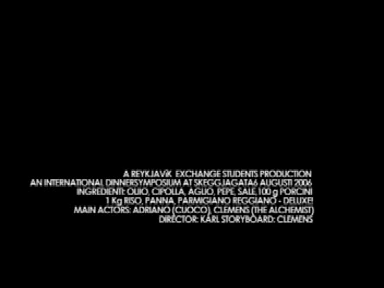 A REYKJAVíK EXCHANGE STUDENTS PRODUCTION
AN INTERNATIONAL DINNERSYMPOSIUM AT SKEGGJAGATA6 AUGUSTI 2006
INGREDIENTI: OLIO, CIPOLLA, AGLIO, PEPE, SALE,100 g PORCINI
1 Kg RISO, PANNA, PARMIGIANO REGGIANO - DELUXE!
MAIN ACTORS: ADRIANO (CUOCO), CLEMENS (THE ALCHEMIST)
DIRECTOR: KARL STORYBOARD: CLEMENS